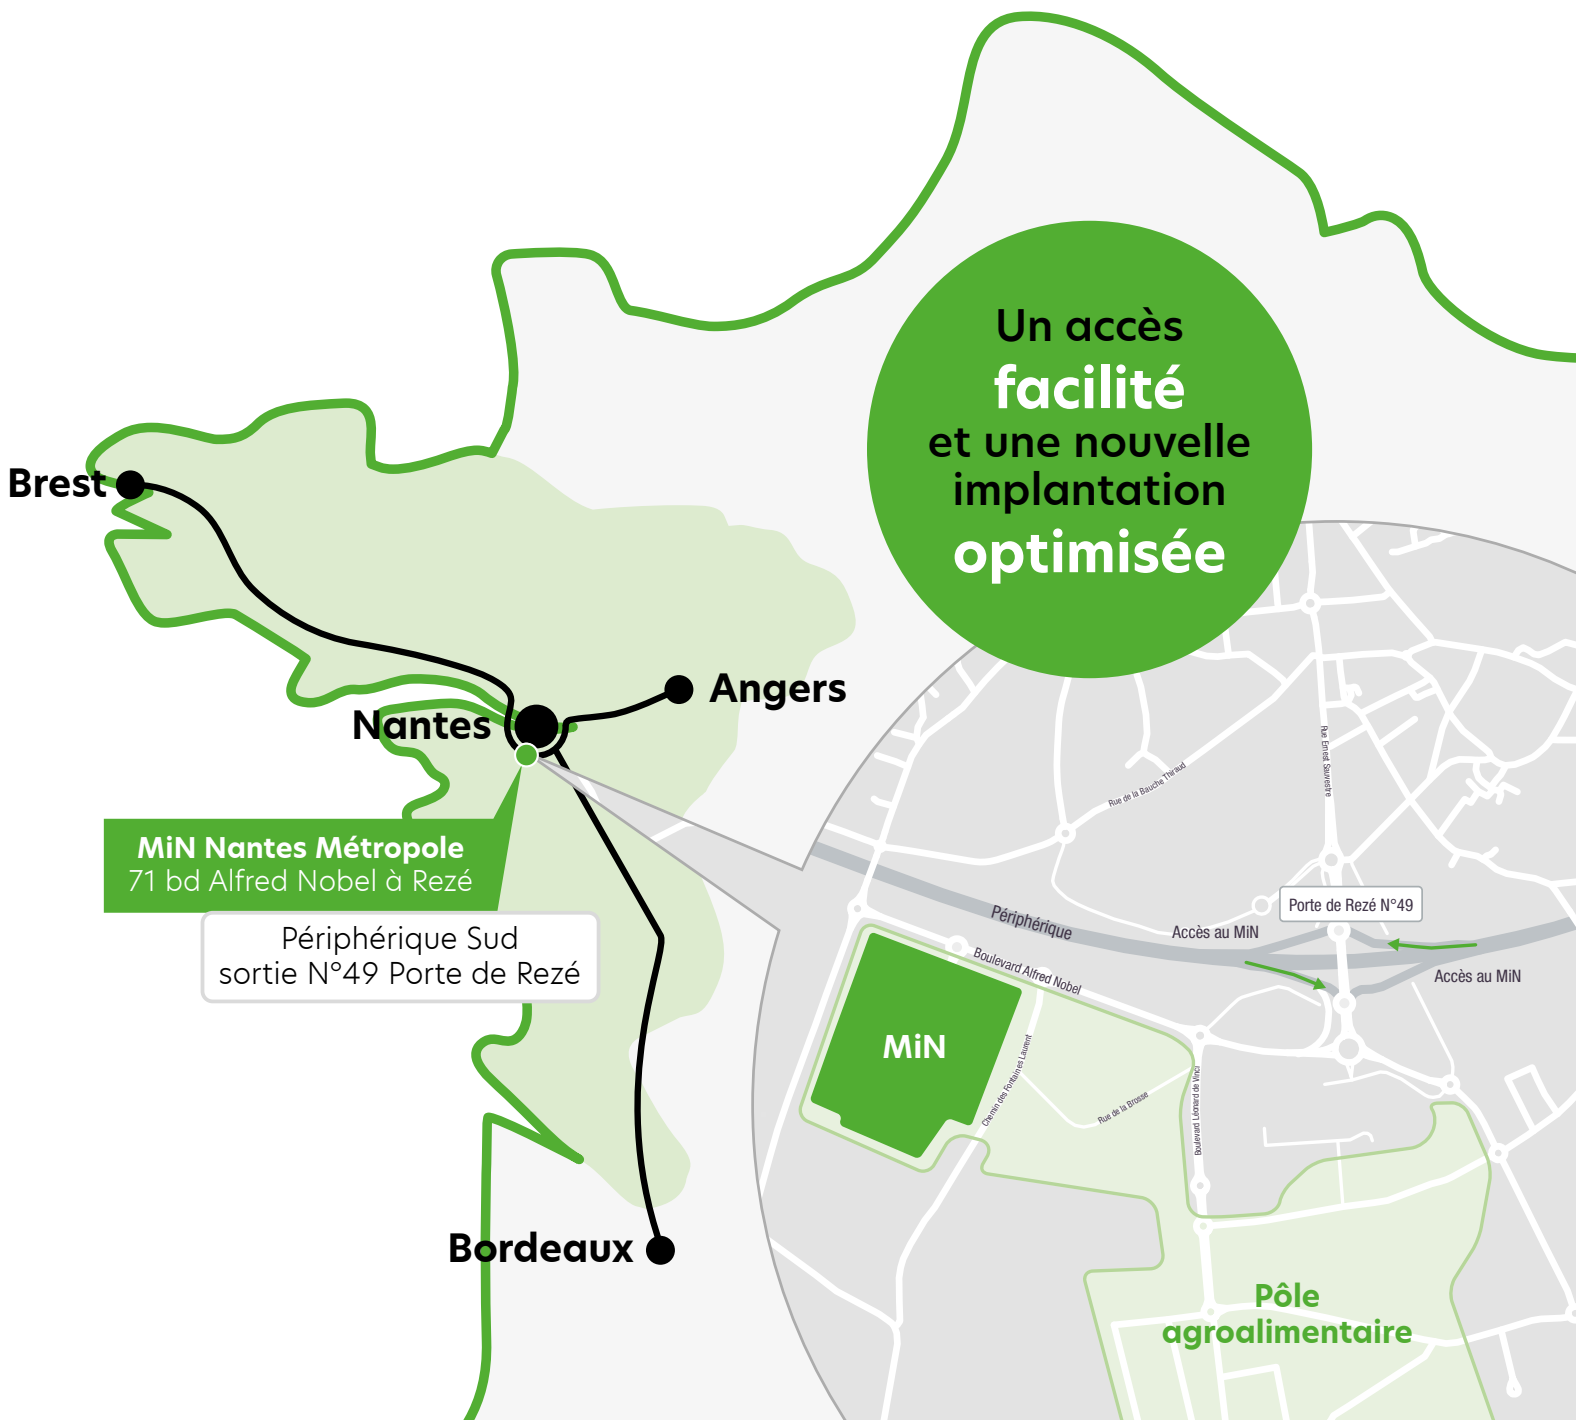 Un accès
facilité
et une nouvelle
implantation
optimisée
Brest
Angers
Nantes
MiN Nantes Métropole
71 bd Alfred Nobel à Rezé
Périphérique Sud
sortie N°49 Porte de Rezé
Bordeaux
Rue Ernest Sauvestre
Rue de la Bauche Thiraud
Porte de Rezé N°49
Périphérique
Accès au MiN
Accès au MiN
Boulevard Alfred Nobel
MiN
Chemin des Fontaines Laurent
Rue de la Brosse
Boulevard Léonard de Vinci
Pôle
agroalimentaire